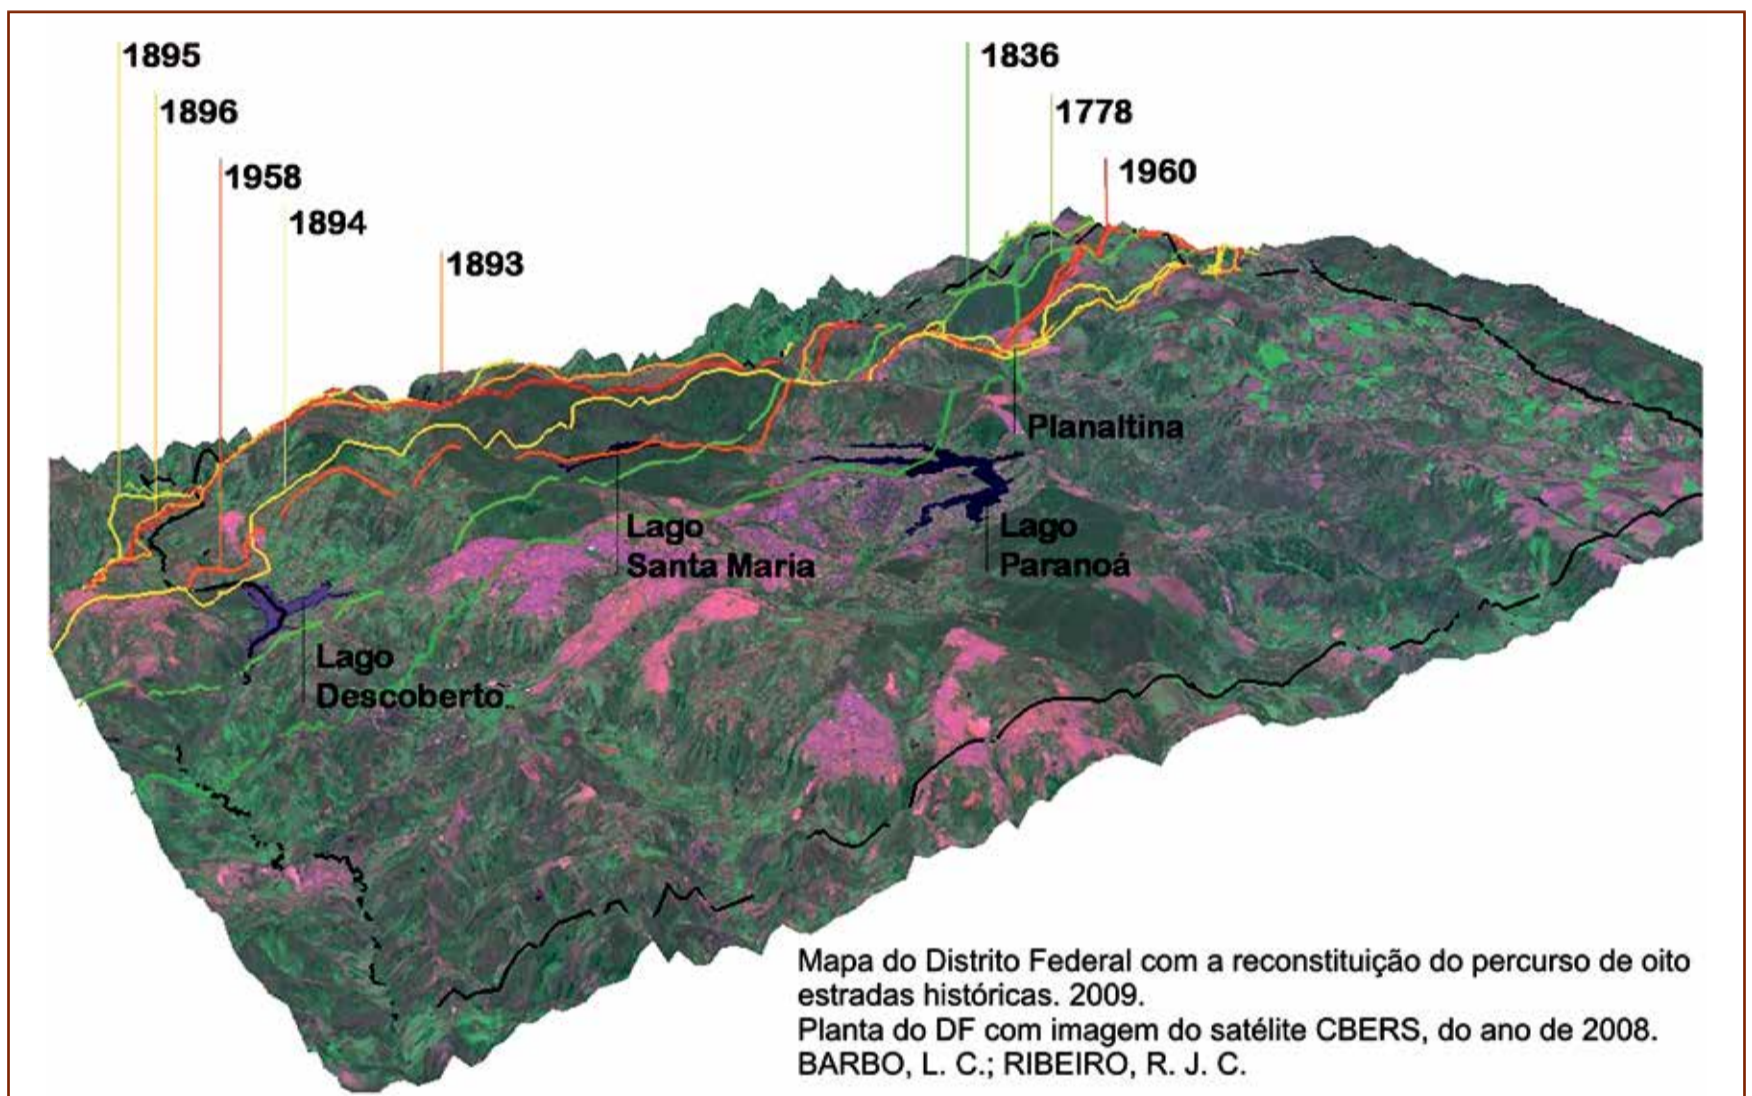 1895
1896
1958
1894
1893
1836
1778
1960
Planaltina
Lago
Santa Maria
Lago
Paranoá
Lago
Descoberto
Mapa do Distrito Federal com a reconstituição do percurso de oito
estradas históricas. 2009.
Planta do DF com imagem do satélite CBERS, do ano de 2008.
BARBO, L. C.; RIBEIRO, R. J. C.